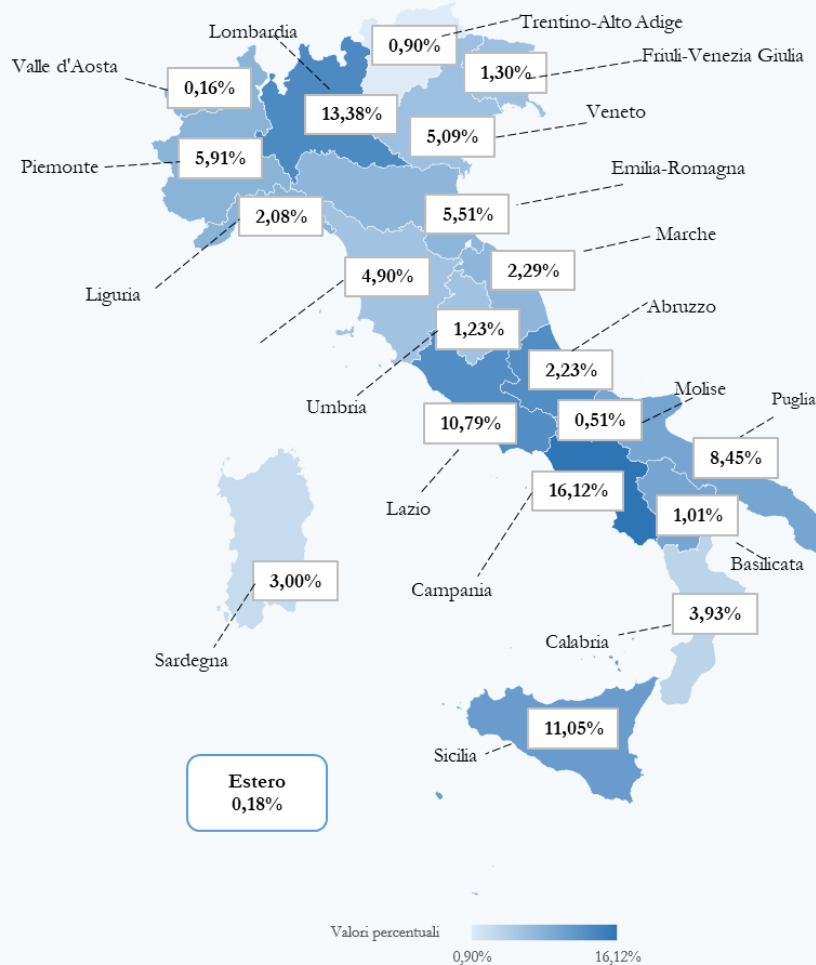 Trentino-Alto Adige
Lombardia
0,90%
Friuli-Venezia Giulia
Valle d'Aosta
1,30%
0,16%
13,38%
Veneto
5,09%
Piemonte
5,91%
Emilia-Romagna
2,08%
5,51%
Marche
4,90%
2,29%
Liguria
Abruzzo
1,23%
2,23%
Molise
Umbria
Puglia
10,79%
0,51%
8,45%
16,12%
Lazio
1,01%
Basilicata
3,00%
Campania
3,93%
Calabria
Sardegna
11,05%
Sicilia
Estero
0,18%
Valori percentuali
0,90% 16,12%